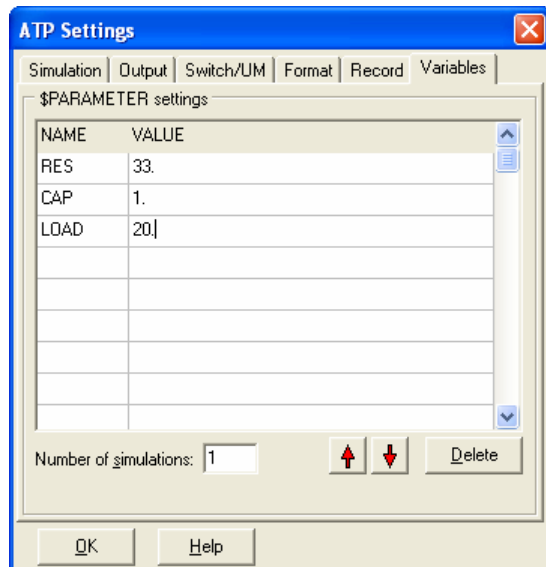 ATP Settings
Simulation Output Switch/UM Format Record Variables
$PARAMETER settings
NAME VALUE
RES 33.
CAP 1.
LOAD 20.
Number of simulations: 1 Delete
OK Help